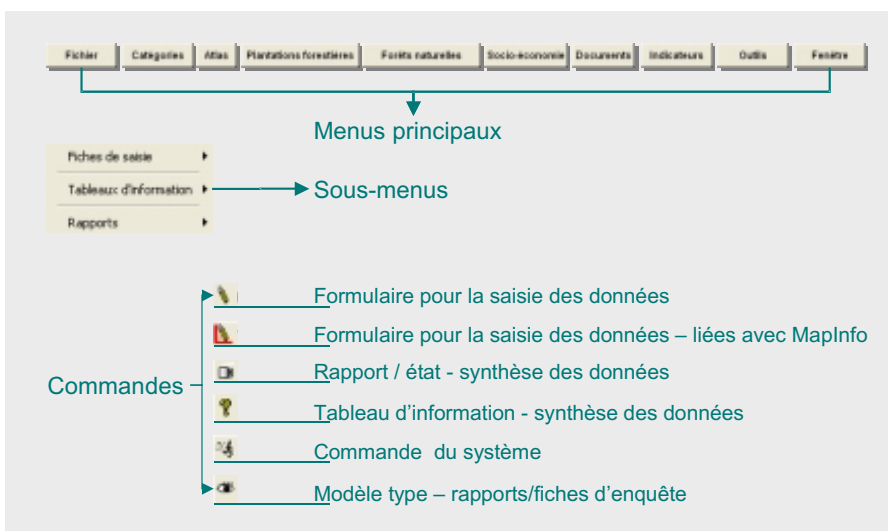 Fichier Catégories Atlas Plantations forestières Forêts naturelles Socio-économie Documents Indicateurs Outils Fenêtre
Menus principaux
Fiches de saisie
Tableaux d'information
Sous-menus
Rapports
Formulaire pour la saisie des données
Formulaire pour la saisie des données – liées avec MapInfo
Rapport / état - synthèse des données
Commandes
Tableau d’information - synthèse des données
Commande du système
Modèle type – rapports/fiches d’enquête